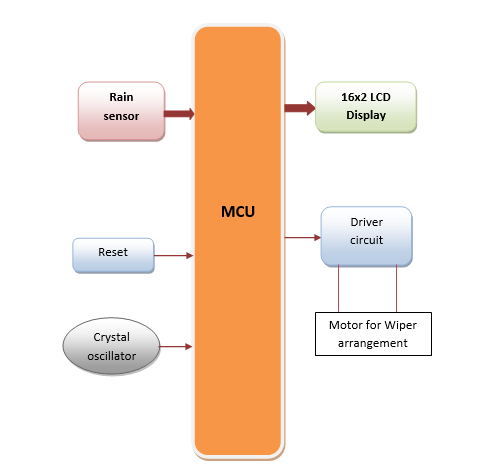 Rain
sensor
16x2 LCD
Display
MCU
Driver
circuit
Reset
Crystal
oscillator
Motor for Wiper
arrangement